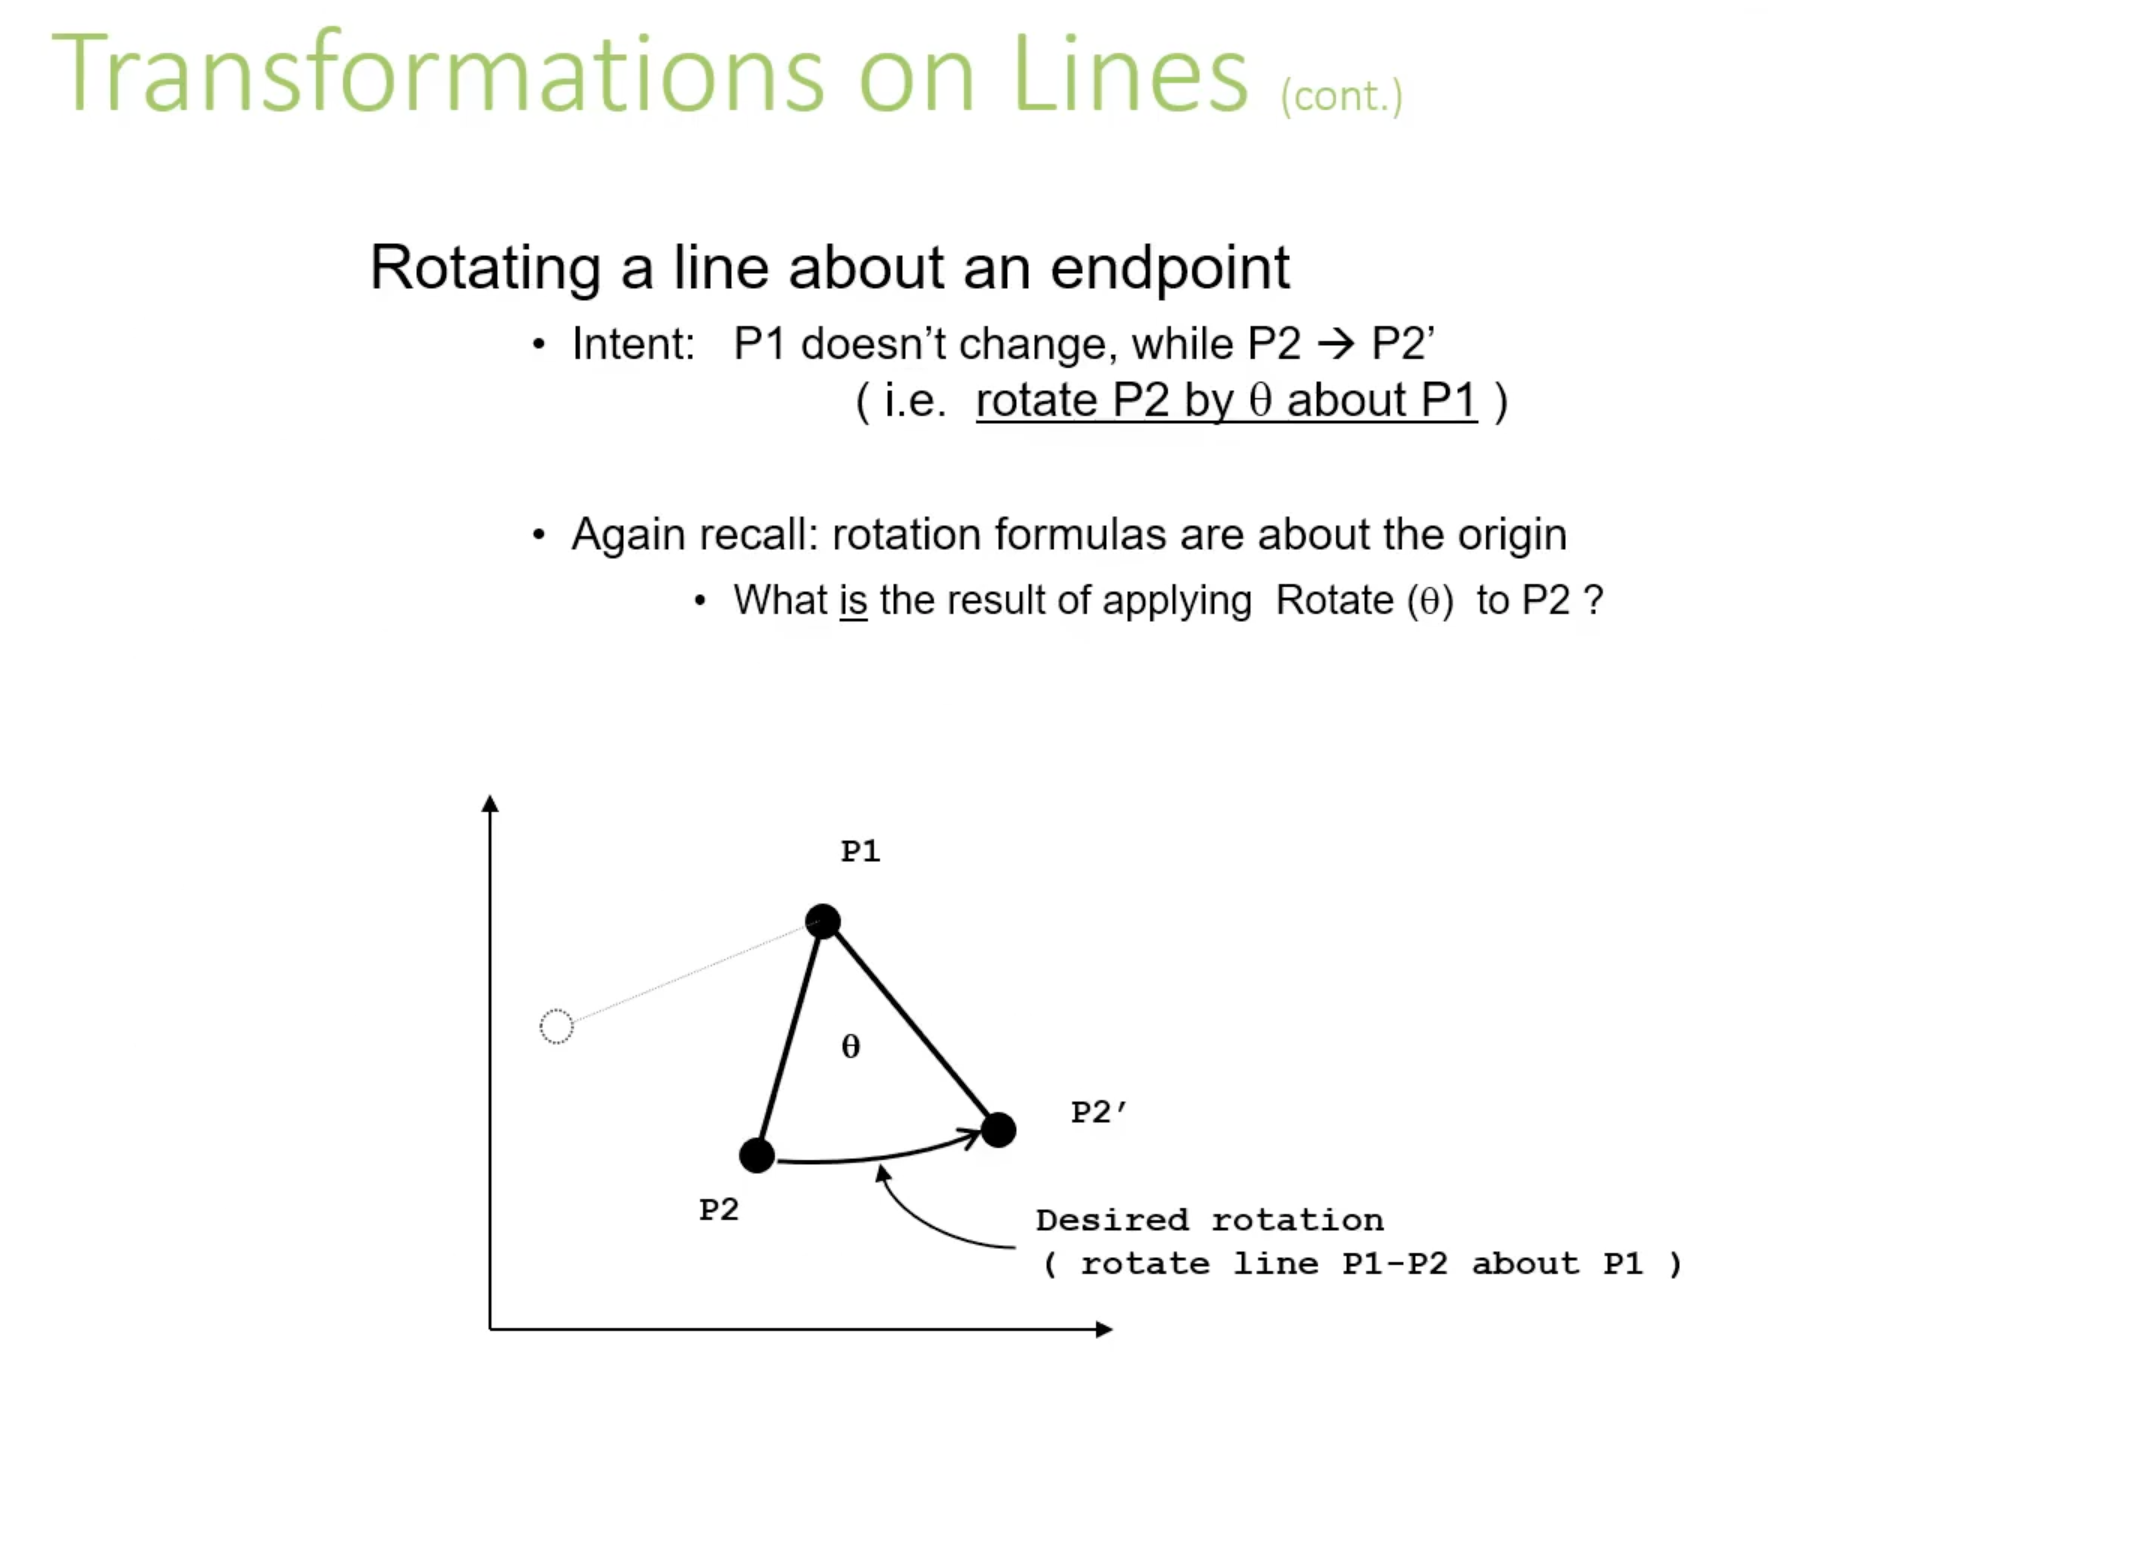 Transformations on Lines (cont.)
Rotating a line about an endpoint
• Intent: P1 doesn’t change, while P2 → P2’
( i.e. rotate P2 by θ about P1 )
• Again recall: rotation formulas are about the origin
• What is the result of applying Rotate (θ) to P2 ?
P1
θ
P2’
P2
Desired rotation
( rotate line P1-P2 about P1 )